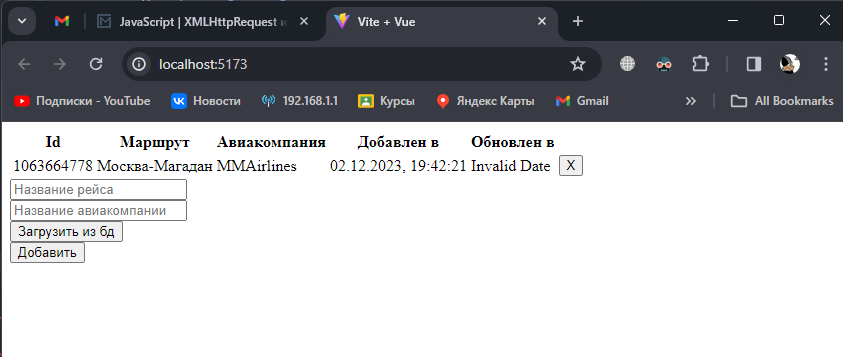 JavaScript | XMLHttpRequest и
Vite + Vue
localhost:5173
Подписки - YouTube Новости 192.168.1.1 Курсы Яндекс Карты Gmail » All Bookmarks
Id Маршрут Авиакомпания Добавлен в Обновлен в
1063664778 Москва-Магадан MMAirlines 02.12.2023, 19:42:21 Invalid Date X
Название рейса
Название авиакомпании
Загрузить из бд
Добавить